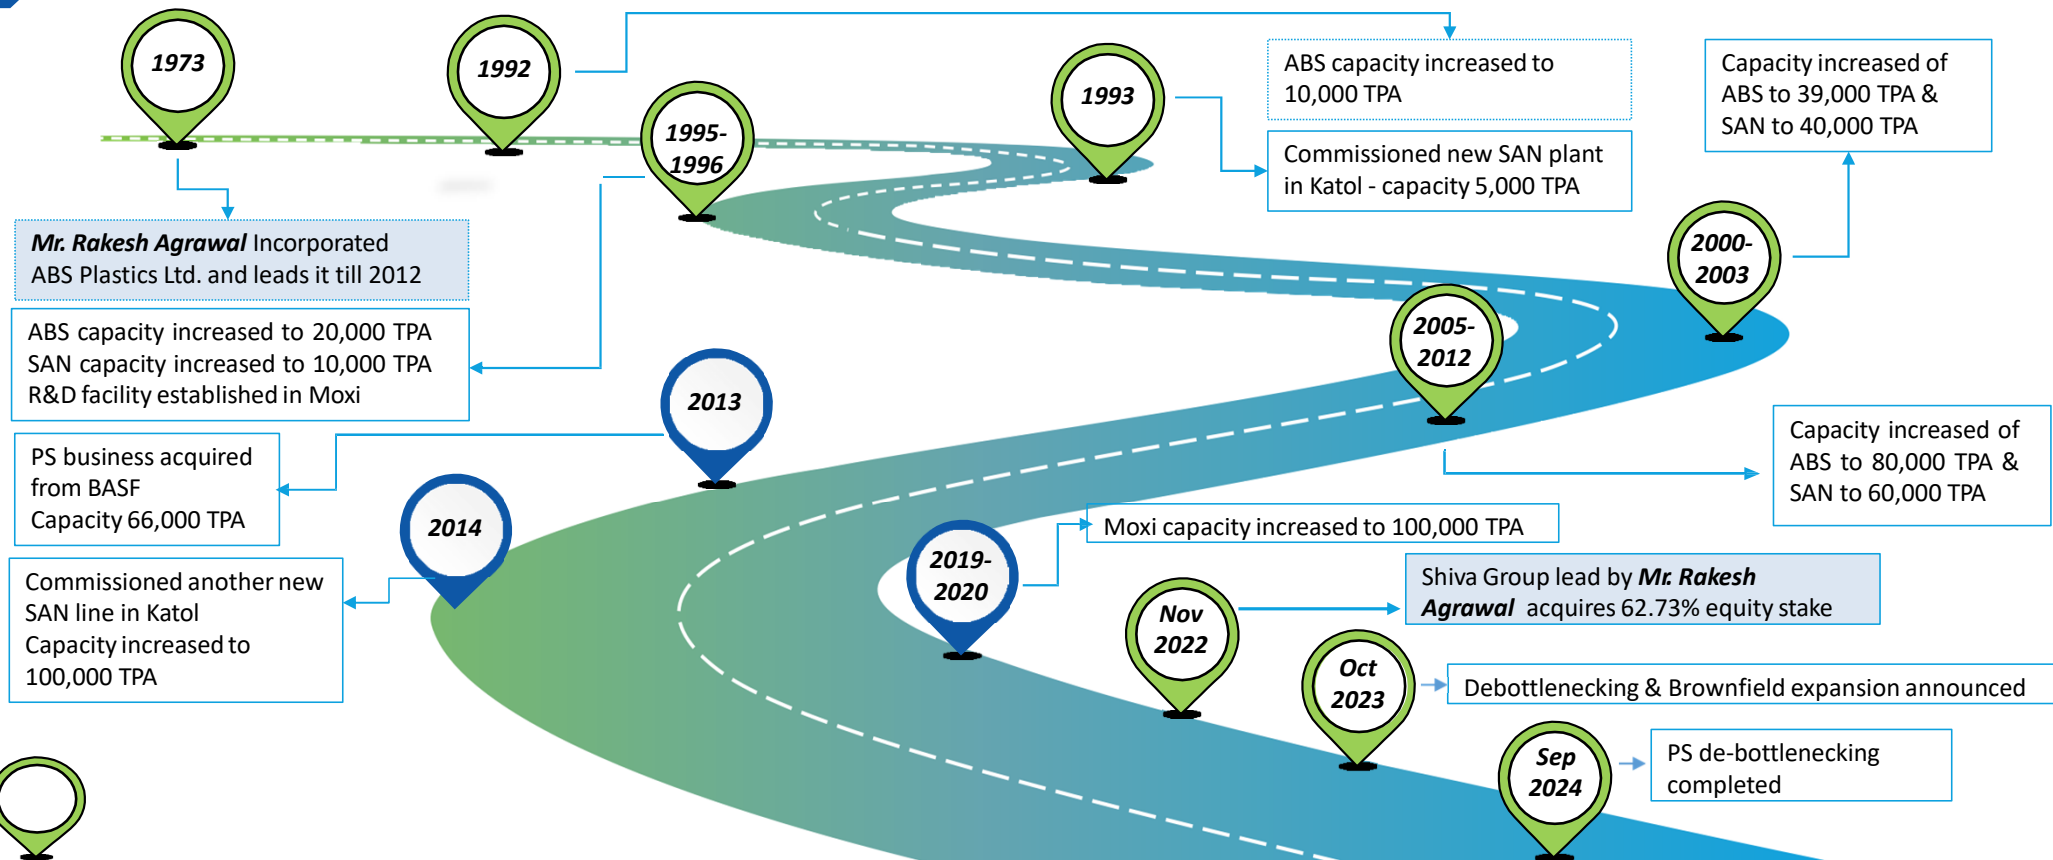 1973
Mr. Rakesh Agrawal Incorporated
ABS Plastics Ltd. and leads it till 2012
1992
ABS capacity increased to
10,000 TPA
1993
Commissioned new SAN plant
in Katol - capacity 5,000 TPA
1995-
1996
ABS capacity increased to 20,000 TPA
SAN capacity increased to 10,000 TPA
R&D facility established in Moxi
2000-
2003
Capacity increased of
ABS to 39,000 TPA &
SAN to 40,000 TPA
2005-
2012
Capacity increased of
ABS to 80,000 TPA &
SAN to 60,000 TPA
2013
PS business acquired
from BASF
Capacity 66,000 TPA
2014
Commissioned another new
SAN line in Katol
Capacity increased to
100,000 TPA
2019-
2020
Moxi capacity increased to 100,000 TPA
Nov
2022
Shiva Group lead by Mr. Rakesh
Agrawal acquires 62.73% equity stake
Oct
2023
Debottlenecking & Brownfield expansion announced
Sep
2024
PS de-bottlenecking
completed